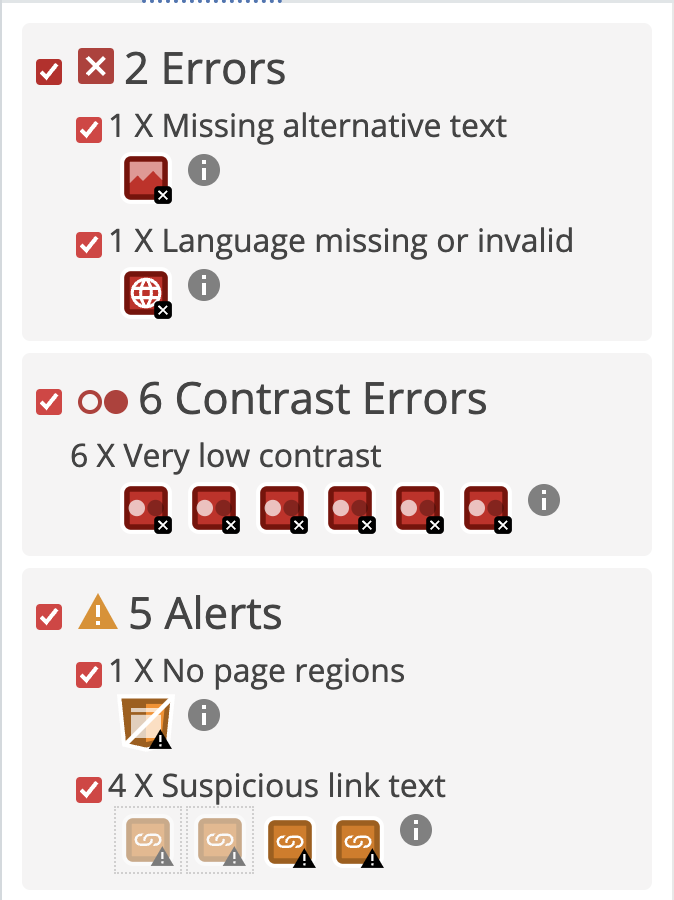 2 Errors
1 X Missing alternative text
1 X Language missing or invalid
6 Contrast Errors
6 X Very low contrast
5 Alerts
1 X No page regions
4 X Suspicious link text